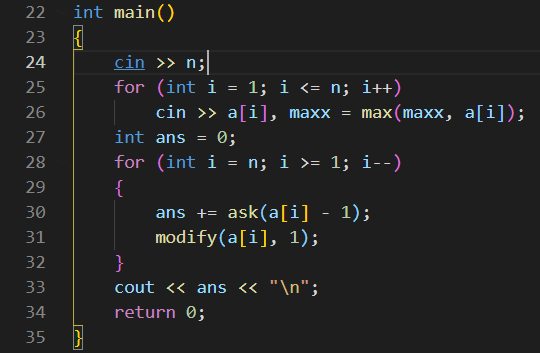 22 int main()
23 {
24     cin >> n;
25     for (int i = 1; i <= n; i++)
26         cin >> a[i], maxx = max(maxx, a[i]);
27     int ans = 0;
28     for (int i = n; i >= 1; i--)
29     {
30         ans += ask(a[i] - 1);
31         modify(a[i], 1);
32     }
33     cout << ans << "\n";
34     return 0;
35 }